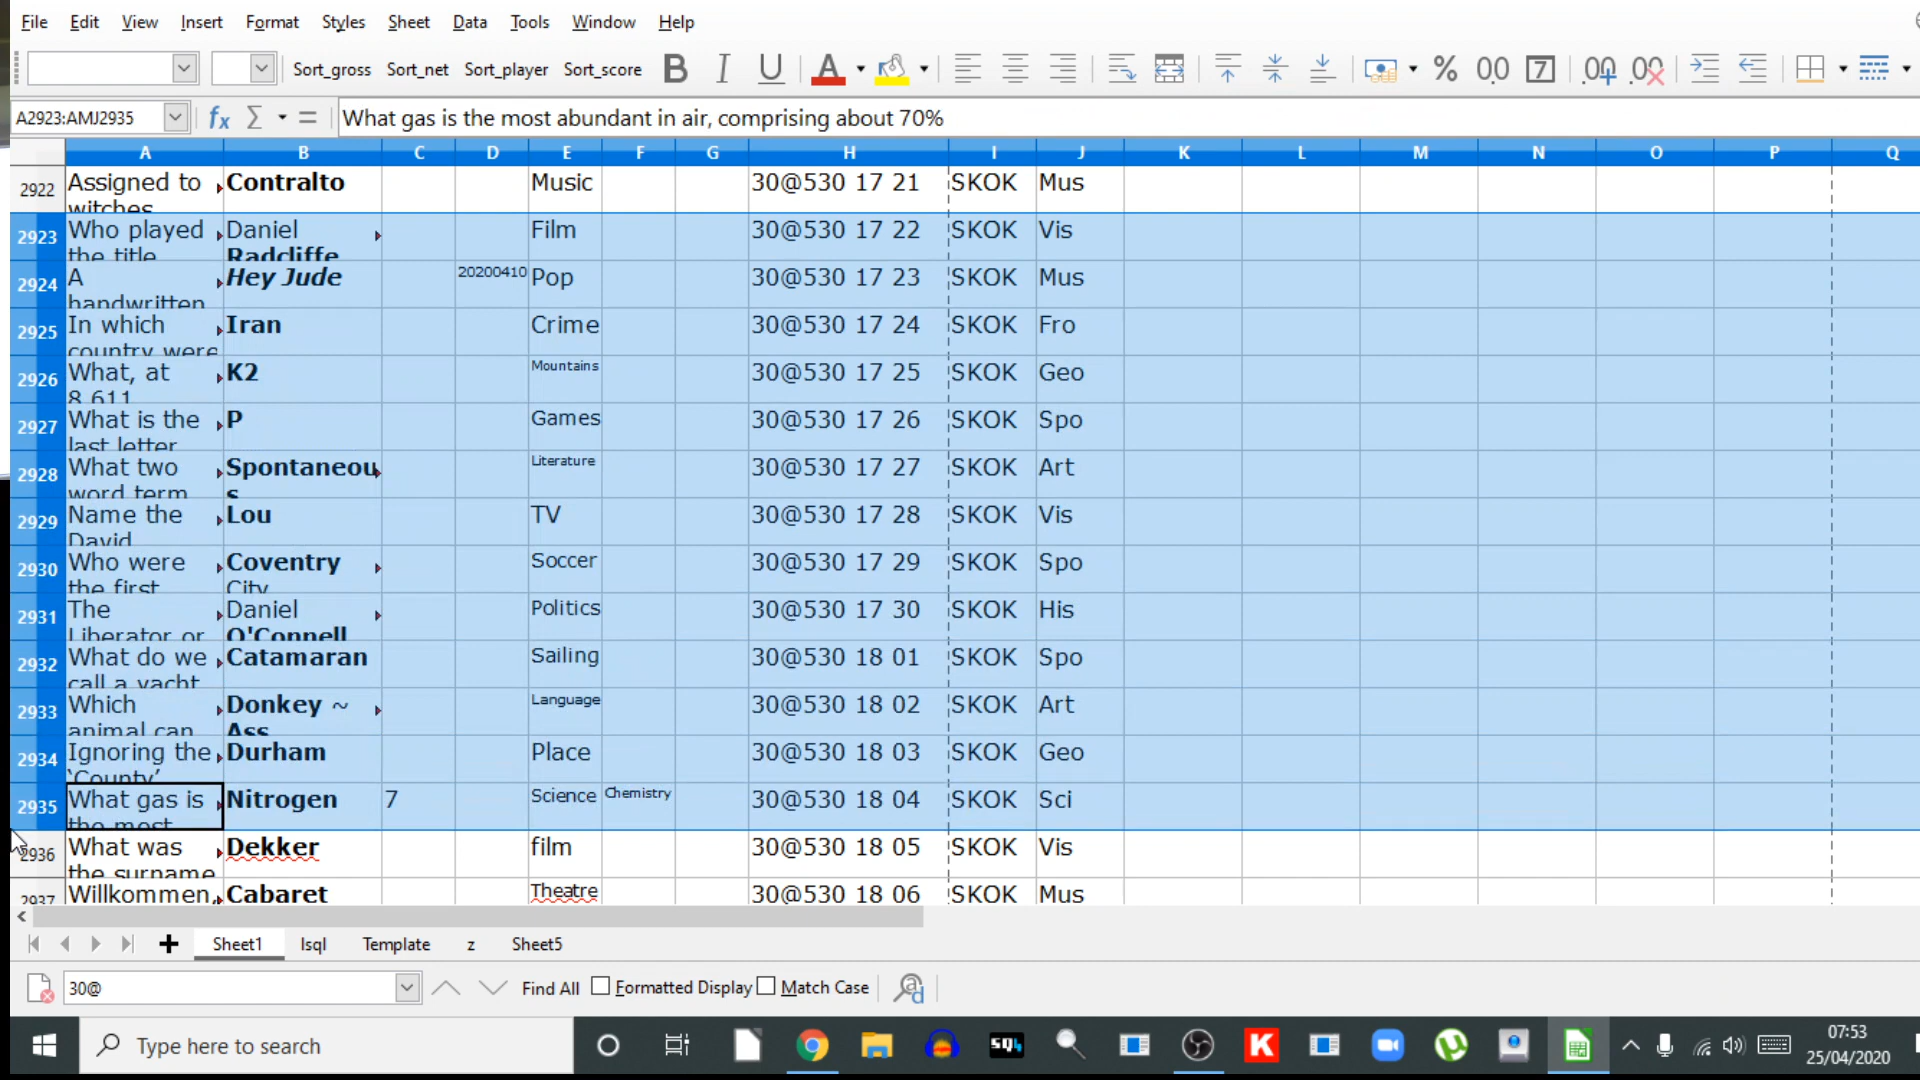 File Edit View Insert Format Styles Sheet Data Tools Window Help
Sort_gross Sort_net Sort_player Sort_score B I U A % 0.0 7 .00 .00
A2923:AMJ2935 fx Σ = What gas is the most abundant in air, comprising about 70%
A B C D E F G H I J K L M N O P Q
2922 Assigned to witches Contralto Music 30@530 17 21 SKOK Mus
2923 Who played the title Daniel Radcliffe Film 30@530 17 22 SKOK Vis
2924 A handwritten Hey Jude 20200410 Pop 30@530 17 23 SKOK Mus
2925 In which country were Iran Crime 30@530 17 24 SKOK Fro
2926 What, at 8,611 K2 Mountains 30@530 17 25 SKOK Geo
2927 What is the last letter P Games 30@530 17 26 SKOK Spo
2928 What two word term Spontaneous Literature 30@530 17 27 SKOK Art
2929 Name the David Lou TV 30@530 17 28 SKOK Vis
2930 Who were the first Coventry City Soccer 30@530 17 29 SKOK Spo
2931 The Liberator or Daniel O'Connell Politics 30@530 17 30 SKOK His
2932 What do we call a yacht Catamaran Sailing 30@530 18 01 SKOK Spo
2933 Which animal can Donkey ~ Ass Language 30@530 18 02 SKOK Art
2934 Ignoring the ‘County’ Durham Place 30@530 18 03 SKOK Geo
2935 What gas is the most Nitrogen 7 Science Chemistry 30@530 18 04 SKOK Sci
2936 What was the surname Dekker film 30@530 18 05 SKOK Vis
2937 Willkommen, Cabaret Theatre 30@530 18 06 SKOK Mus
Sheet1 lsql Template z Sheet5
30@ Find All Formatted Display Match Case
Type here to search sql K 07:53
25/04/2020